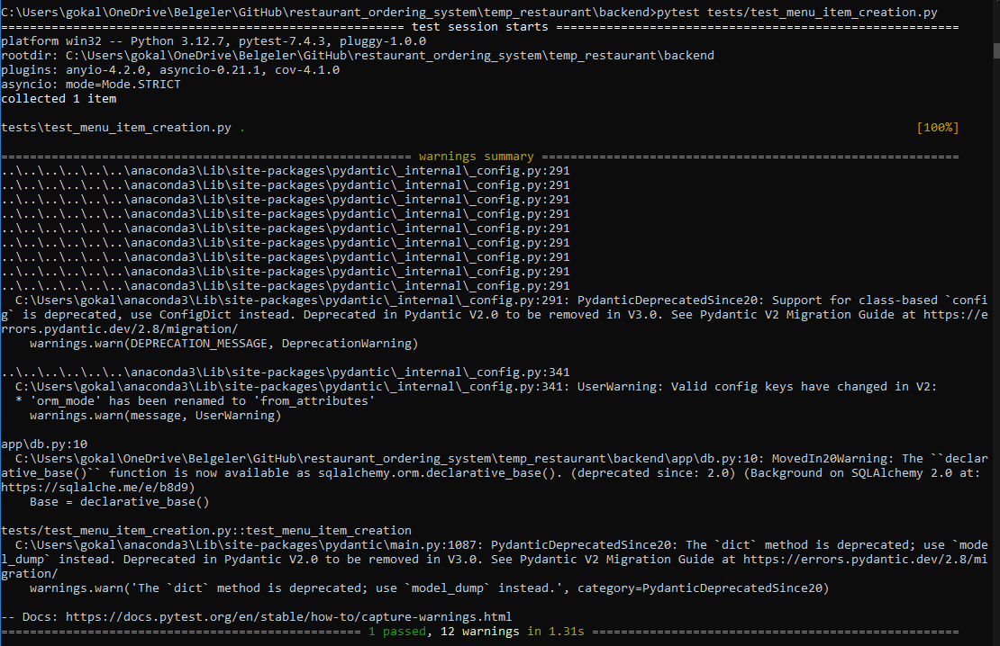 C:\Users\gokal\OneDrive\Belgeler\GitHub\restaurant_ordering_system\temp_restaurant\backend>pytest tests/test_menu_item_creation.py
======================================================== test session starts ========================================================
platform win32 -- Python 3.12.7, pytest-7.4.3, pluggy-1.0.0
rootdir: C:\Users\gokal\OneDrive\Belgeler\GitHub\restaurant_ordering_system\temp_restaurant\backend
plugins: anyio-4.2.0, asyncio-0.21.1, cov-4.1.0
asyncio: mode=Mode.STRICT
collected 1 item
tests\test_menu_item_creation.py . [100%]
========================================================= warnings summary ==========================================================
..\..\..\..\..\..\anaconda3\Lib\site-packages\pydantic\_internal\_config.py:291
..\..\..\..\..\..\anaconda3\Lib\site-packages\pydantic\_internal\_config.py:291
..\..\..\..\..\..\anaconda3\Lib\site-packages\pydantic\_internal\_config.py:291
..\..\..\..\..\..\anaconda3\Lib\site-packages\pydantic\_internal\_config.py:291
..\..\..\..\..\..\anaconda3\Lib\site-packages\pydantic\_internal\_config.py:291
..\..\..\..\..\..\anaconda3\Lib\site-packages\pydantic\_internal\_config.py:291
..\..\..\..\..\..\anaconda3\Lib\site-packages\pydantic\_internal\_config.py:291
..\..\..\..\..\..\anaconda3\Lib\site-packages\pydantic\_internal\_config.py:291
..\..\..\..\..\..\anaconda3\Lib\site-packages\pydantic\_internal\_config.py:291
C:\Users\gokal\anaconda3\Lib\site-packages\pydantic\_internal\_config.py:291: PydanticDeprecatedSince20: Support for class-based `confi
g` is deprecated, use ConfigDict instead. Deprecated in Pydantic V2.0 to be removed in V3.0. See Pydantic V2 Migration Guide at https://e
rrors.pydantic.dev/2.8/migration/
warnings.warn(DEPRECATION_MESSAGE, DeprecationWarning)
..\..\..\..\..\..\anaconda3\Lib\site-packages\pydantic\_internal\_config.py:341
C:\Users\gokal\anaconda3\Lib\site-packages\pydantic\_internal\_config.py:341: UserWarning: Valid config keys have changed in V2:
* 'orm_mode' has been renamed to 'from_attributes'
warnings.warn(message, UserWarning)
app\db.py:10
C:\Users\gokal\OneDrive\Belgeler\GitHub\restaurant_ordering_system\temp_restaurant\backend\app\db.py:10: MovedIn20Warning: The ``declar
ative_base()`` function is now available as sqlalchemy.orm.declarative_base(). (deprecated since: 2.0) (Background on SQLAlchemy 2.0 at:
https://sqlalche.me/e/b8d9)
Base = declarative_base()
tests/test_menu_item_creation.py::test_menu_item_creation
C:\Users\gokal\anaconda3\Lib\site-packages\pydantic\main.py:1087: PydanticDeprecatedSince20: The `dict` method is deprecated; use `mode
l_dump` instead. Deprecated in Pydantic V2.0 to be removed in V3.0. See Pydantic V2 Migration Guide at https://errors.pydantic.dev/2.8/mi
gration/
warnings.warn('The `dict` method is deprecated; use `model_dump` instead.', category=PydanticDeprecatedSince20)
-- Docs: https://docs.pytest.org/en/stable/how-to/capture-warnings.html
================================================== 1 passed, 12 warnings in 1.31s ===================================================